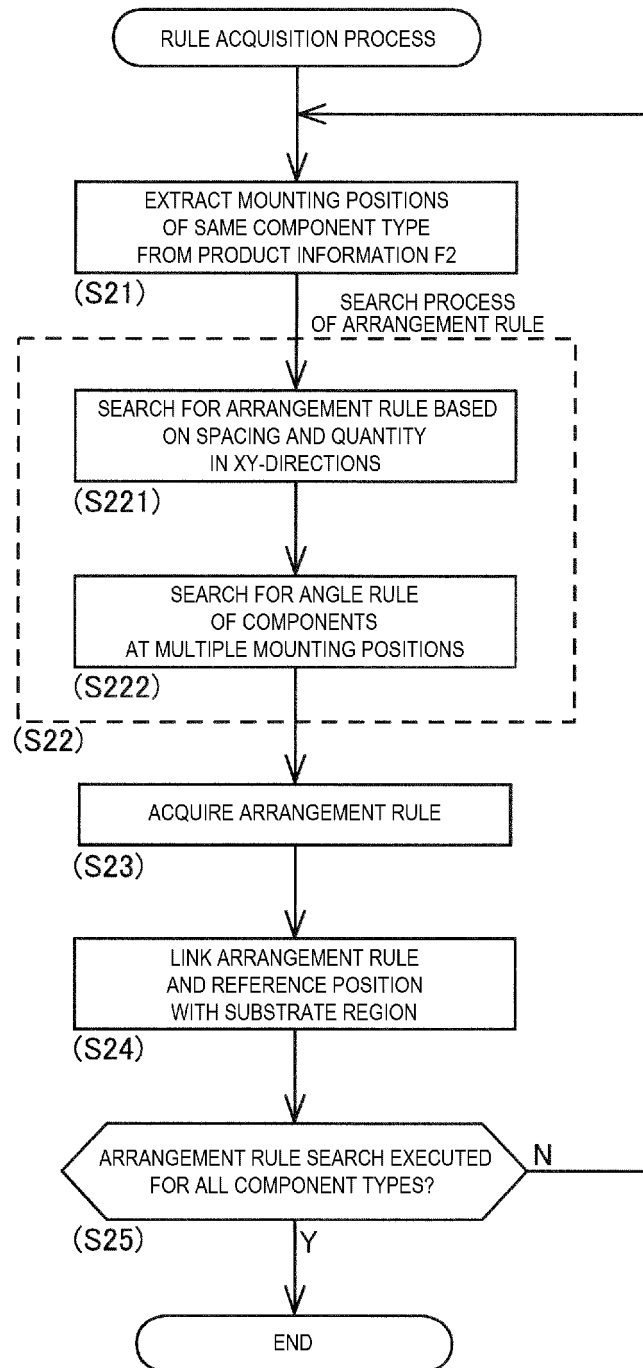 RULE ACQUISITION PROCESS
EXTRACT MOUNTING POSITIONS
OF SAME COMPONENT TYPE
FROM PRODUCT INFORMATION F2
(S21)
SEARCH PROCESS
OF ARRANGEMENT RULE
SEARCH FOR ARRANGEMENT RULE BASED
ON SPACING AND QUANTITY
IN XY-DIRECTIONS
(S221)
SEARCH FOR ANGLE RULE
OF COMPONENTS
AT MULTIPLE MOUNTING POSITIONS
(S222)
(S22)
ACQUIRE ARRANGEMENT RULE
(S23)
LINK ARRANGEMENT RULE
AND REFERENCE POSITION
WITH SUBSTRATE REGION
(S24)
ARRANGEMENT RULE SEARCH EXECUTED
FOR ALL COMPONENT TYPES?
N
(S25)
Y
END